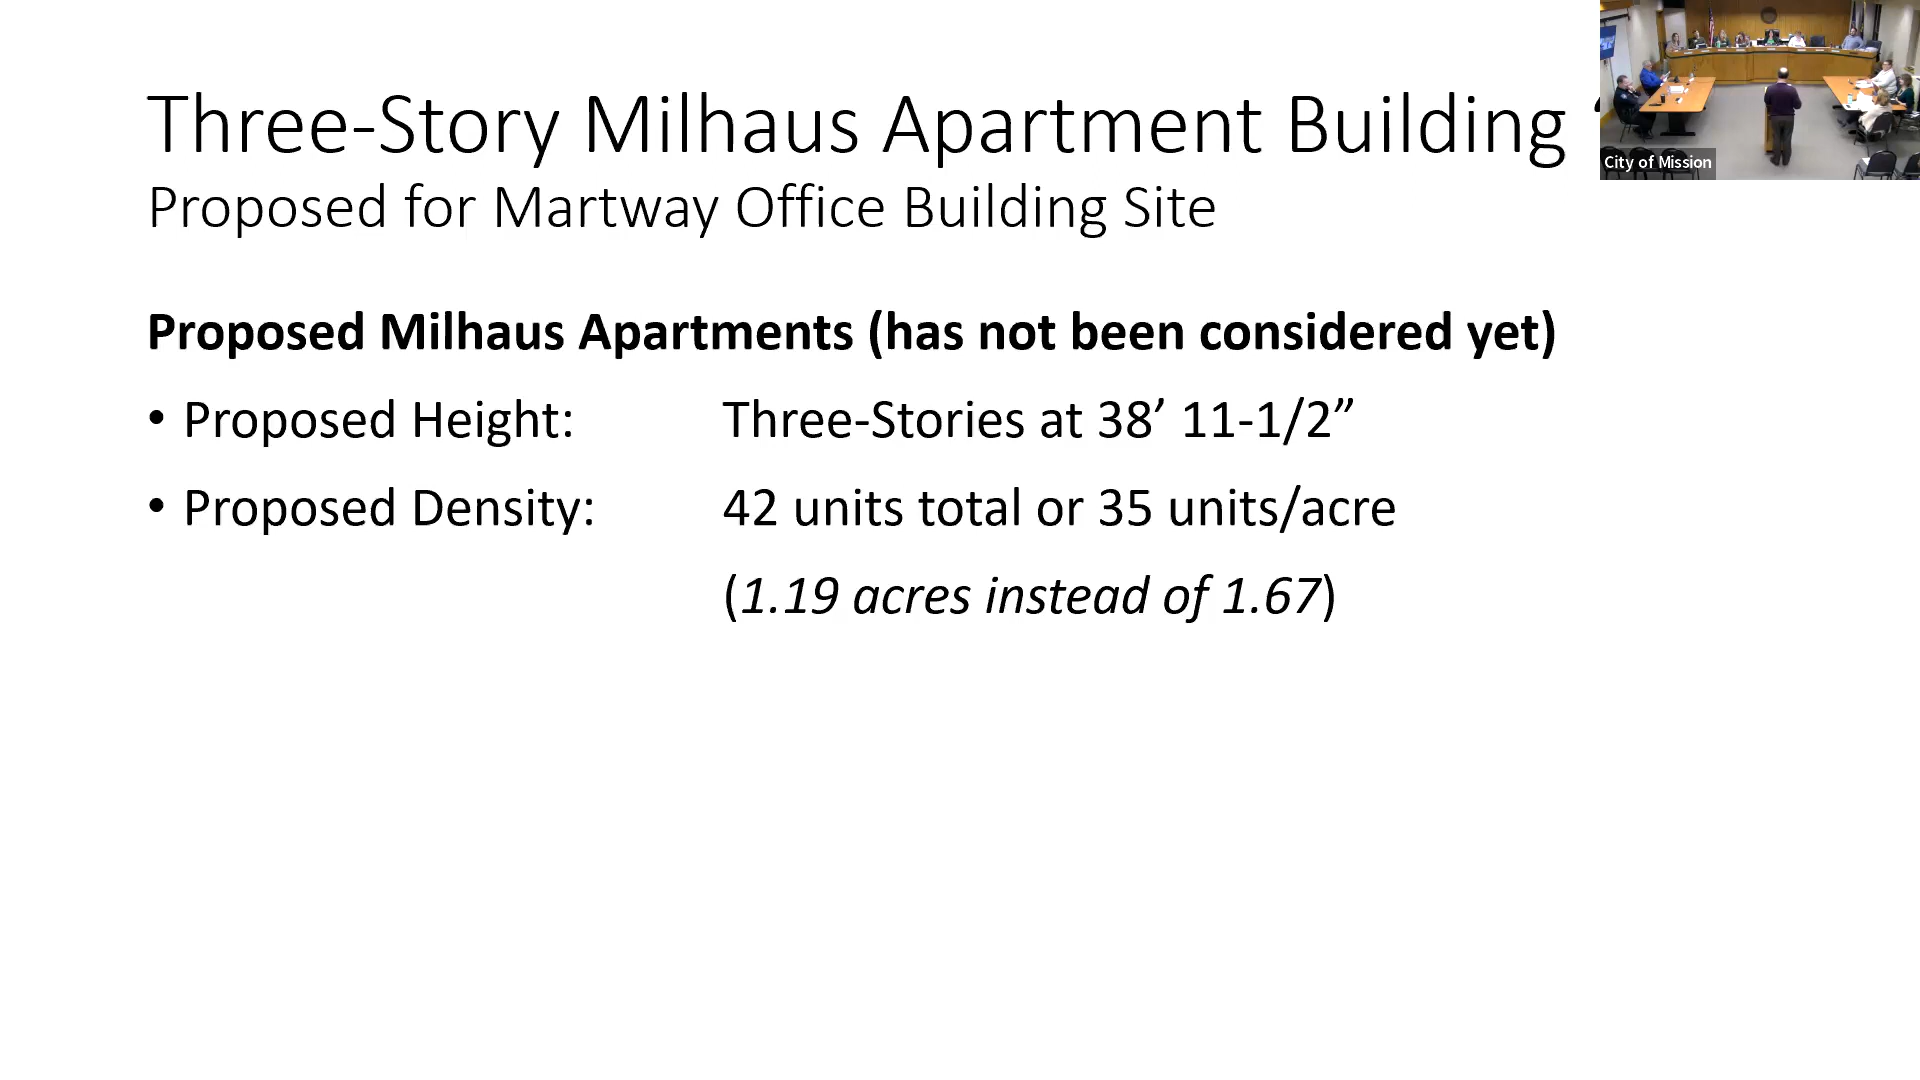 Three-Story Milhaus Apartment Building
Proposed for Martway Office Building Site
City of Mission
Proposed Milhaus Apartments (has not been considered yet)
• Proposed Height: Three-Stories at 38’ 11-1/2”
• Proposed Density: 42 units total or 35 units/acre
(1.19 acres instead of 1.67)